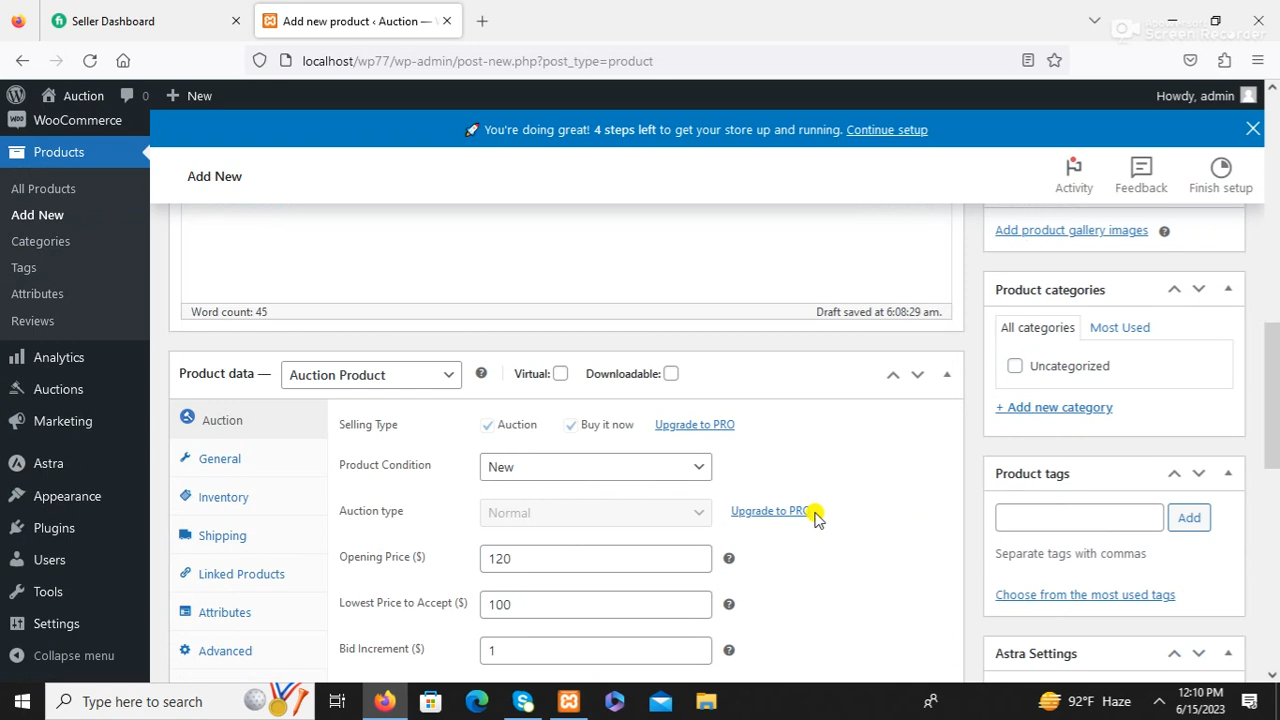 Seller Dashboard
Add new product ‹ Auction —
localhost/wp77/wp-admin/post-new.php?post_type=product
Auction 0 New Howdy, admin
WooCommerce
You're doing great! 4 steps left to get your store up and running. Continue setup
Products
Add New
Activity Feedback Finish setup
All Products
Add New
Categories
Tags
Attributes
Reviews
Analytics
Auctions
Marketing
Astra
Appearance
Plugins
Users
Tools
Settings
Collapse menu
Word count: 45 Draft saved at 6:08:29 am.
Product data — Auction Product Virtual: Downloadable:
Auction
General
Inventory
Shipping
Linked Products
Attributes
Advanced
Selling Type Auction Buy it now Upgrade to PRO
Product Condition New
Auction type Normal Upgrade to PRO
Opening Price ($) 120
Lowest Price to Accept ($) 100
Bid Increment ($) 1
Add product gallery images
Product categories
All categories Most Used
Uncategorized
+ Add new category
Product tags
Add
Separate tags with commas
Choose from the most used tags
Astra Settings
Type here to search
92°F Haze
12:10 PM
6/15/2023